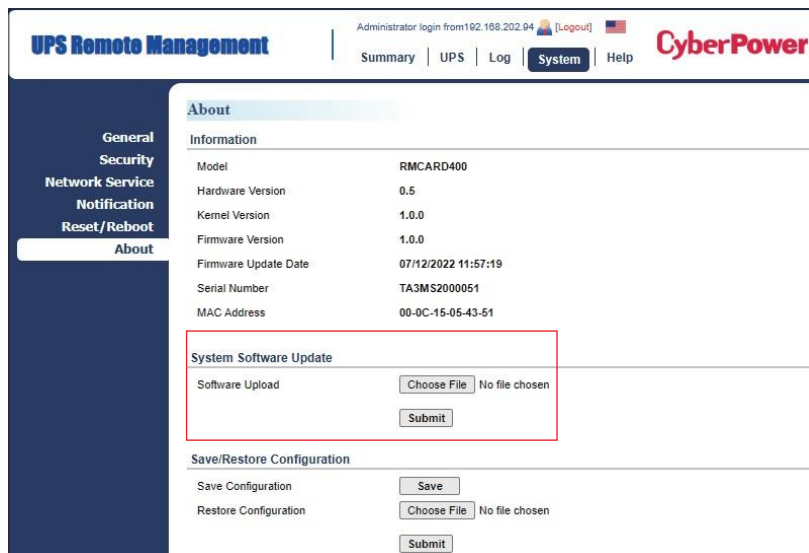 UPS Remote Management
Administrator login from192.168.202.94 [Logout]
Summary | UPS | Log | System | Help
CyberPower
General
Security
Network Service
Notification
Reset/Reboot
About
About
Information
Model RMCARD400
Hardware Version 0.5
Kernel Version 1.0.0
Firmware Version 1.0.0
Firmware Update Date 07/12/2022 11:57:19
Serial Number TA3MS2000051
MAC Address 00-0C-15-05-43-51
System Software Update
Software Upload Choose File No file chosen
Submit
Save/Restore Configuration
Save Configuration Save
Restore Configuration Choose File No file chosen
Submit